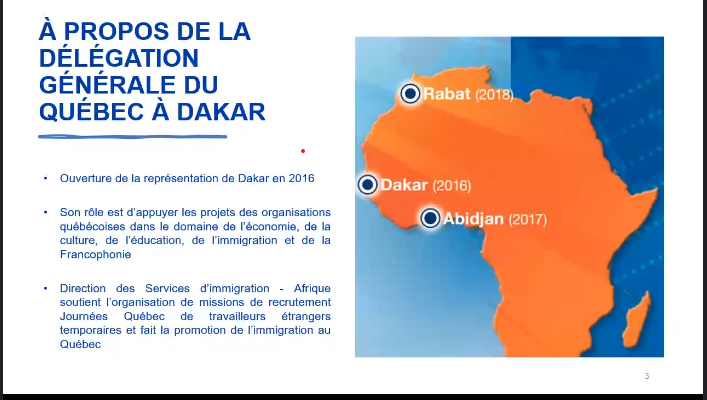 À PROPOS DE LA
DÉLÉGATION
GÉNÉRALE DU
QUÉBEC À DAKAR
• Ouverture de la représentation de Dakar en 2016
• Son rôle est d’appuyer les projets des organisations
québécoises dans le domaine de l’économie, de la
culture, de l’éducation, de l’immigration et de la
Francophonie
• Direction des Services d’immigration - Afrique
soutient l’organisation de missions de recrutement
Journées Québec de travailleurs étrangers
temporaires et fait la promotion de l’immigration au
Québec
Rabat (2018)
Dakar (2016)
Abidjan (2017)
3